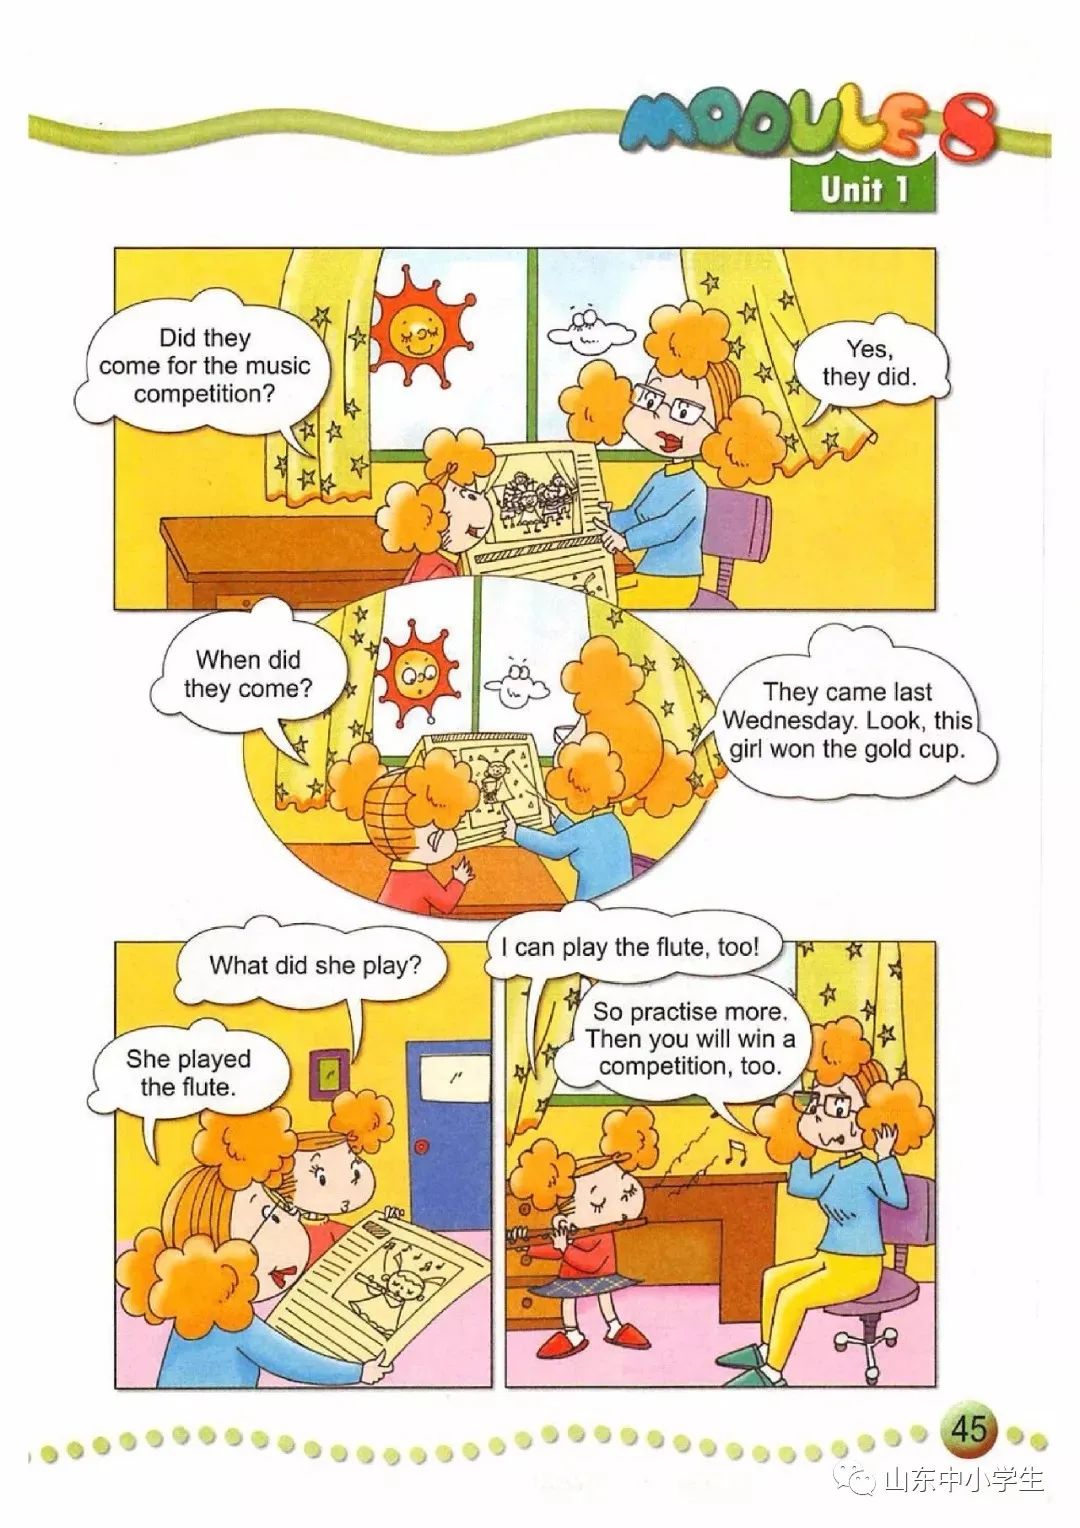 MODULE 8
Unit 1
Did they
come for the music
competition?
Yes,
they did.
When did
they come?
They came last
Wednesday. Look, this
girl won the gold cup.
What did she play?
She played
the flute.
I can play the flute, too!
So practise more.
Then you will win a
competition, too.
45
山东中小学生